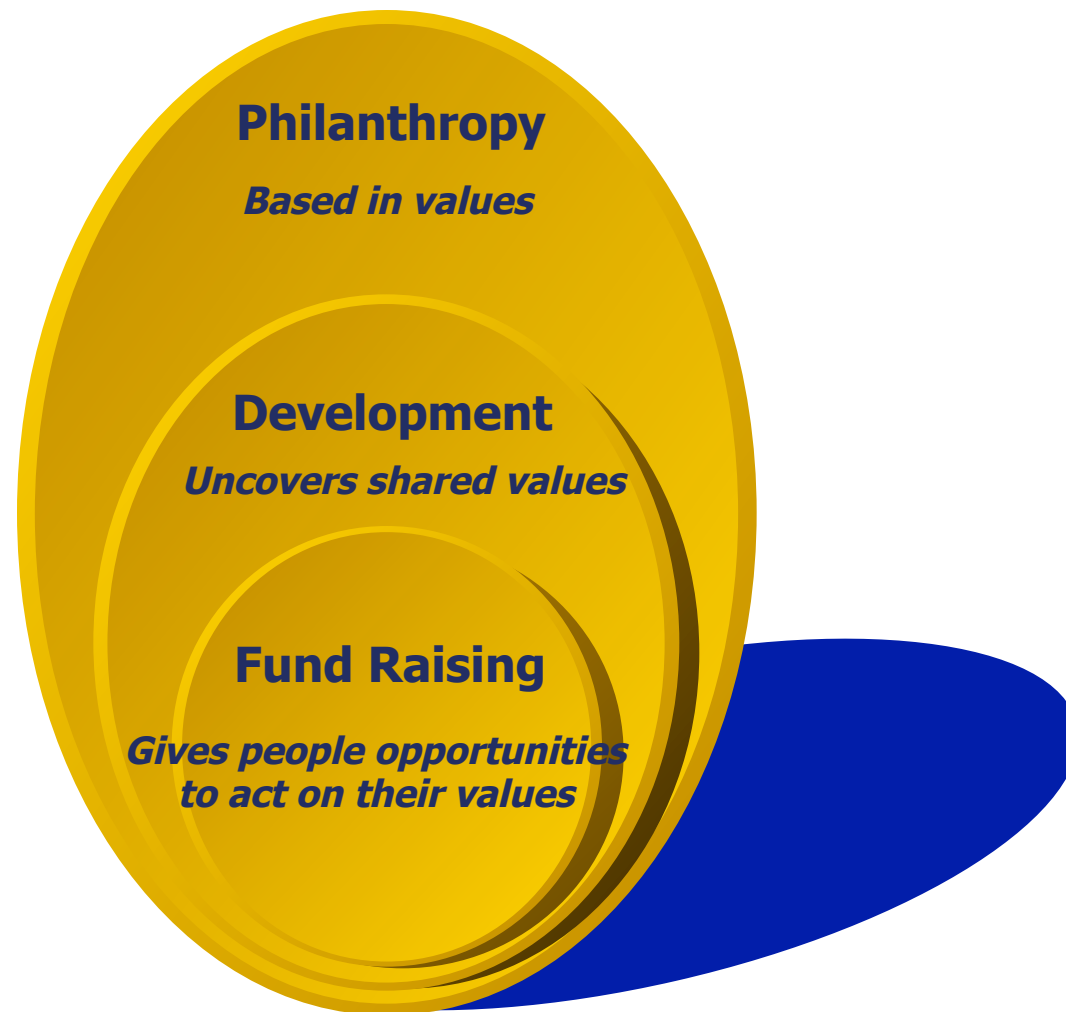 Philanthropy
Based in values
Development
Uncovers shared values
Fund Raising
Gives people opportunities
to act on their values